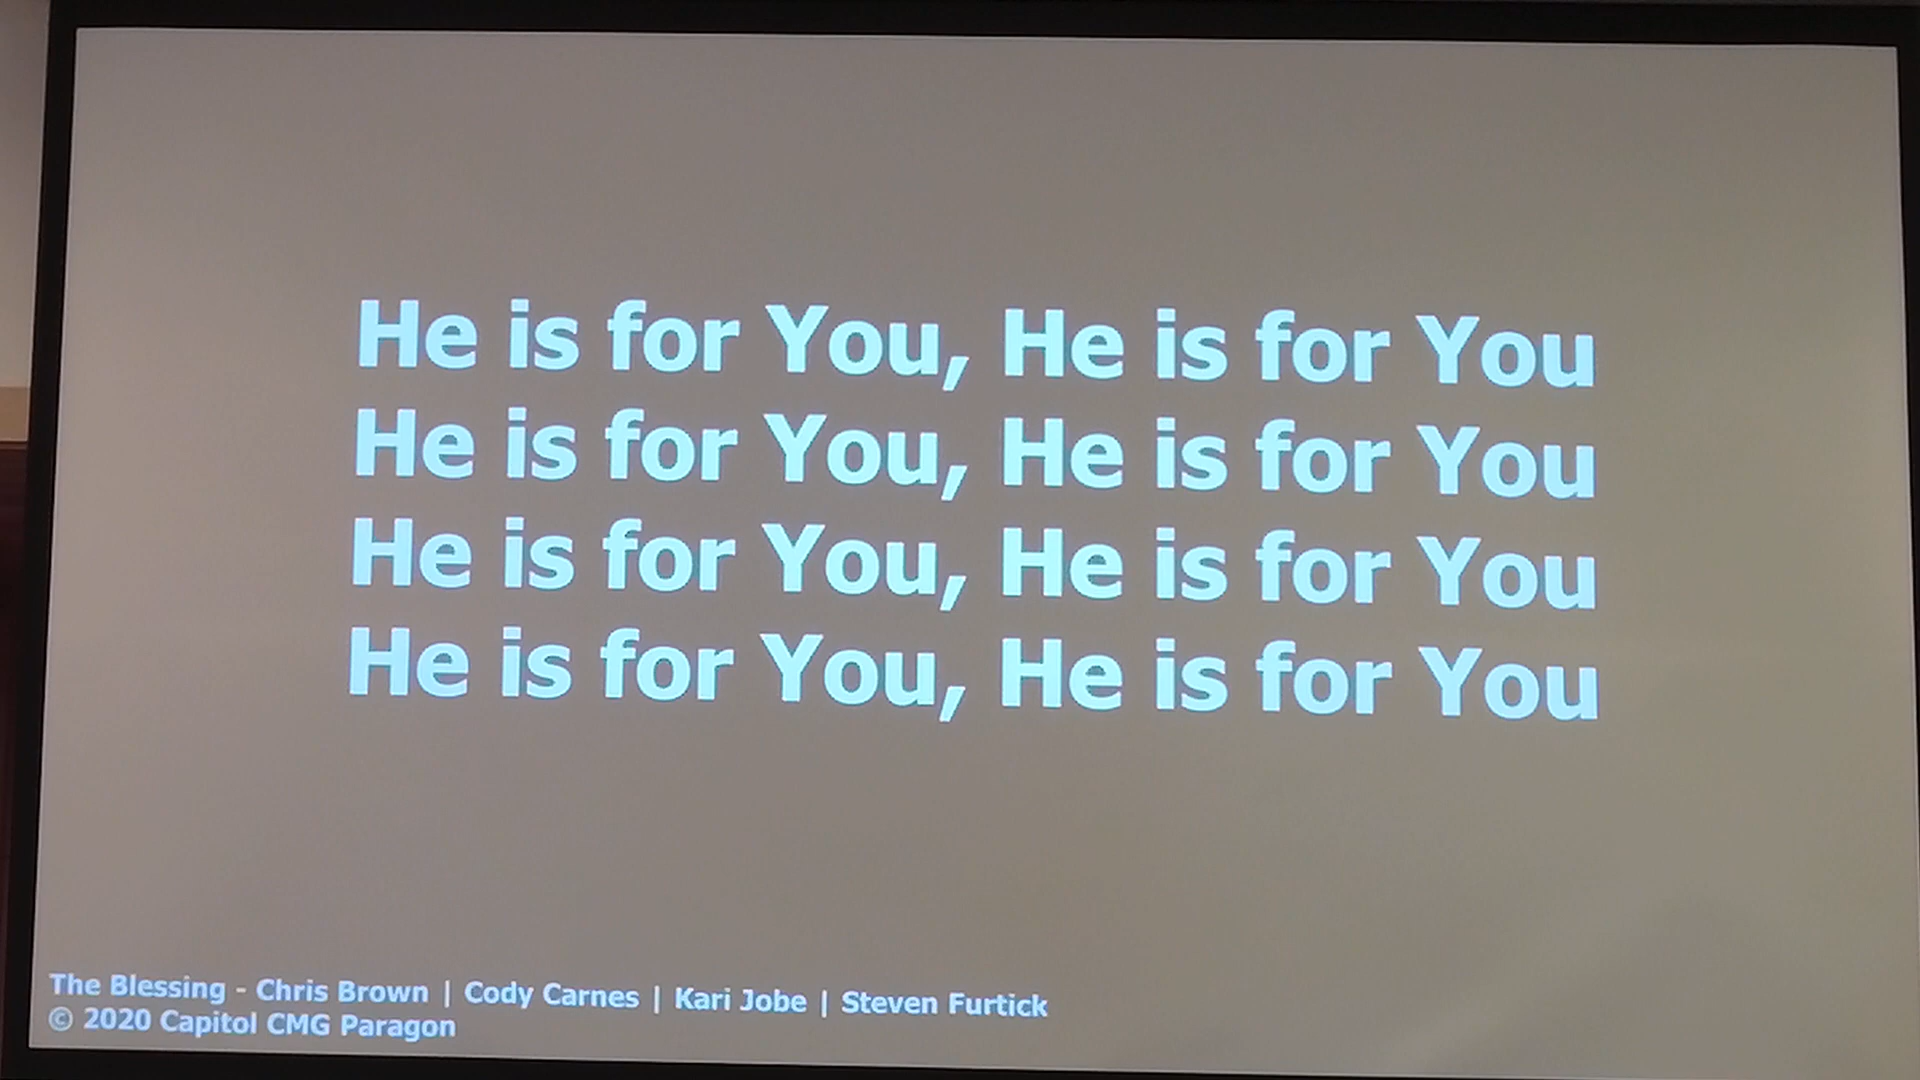 He is for You, He is for You
He is for You, He is for You
He is for You, He is for You
He is for You, He is for You
The Blessing - Chris Brown | Cody Carnes | Kari Jobe | Steven Furtick
© 2020 Capitol CMG Paragon